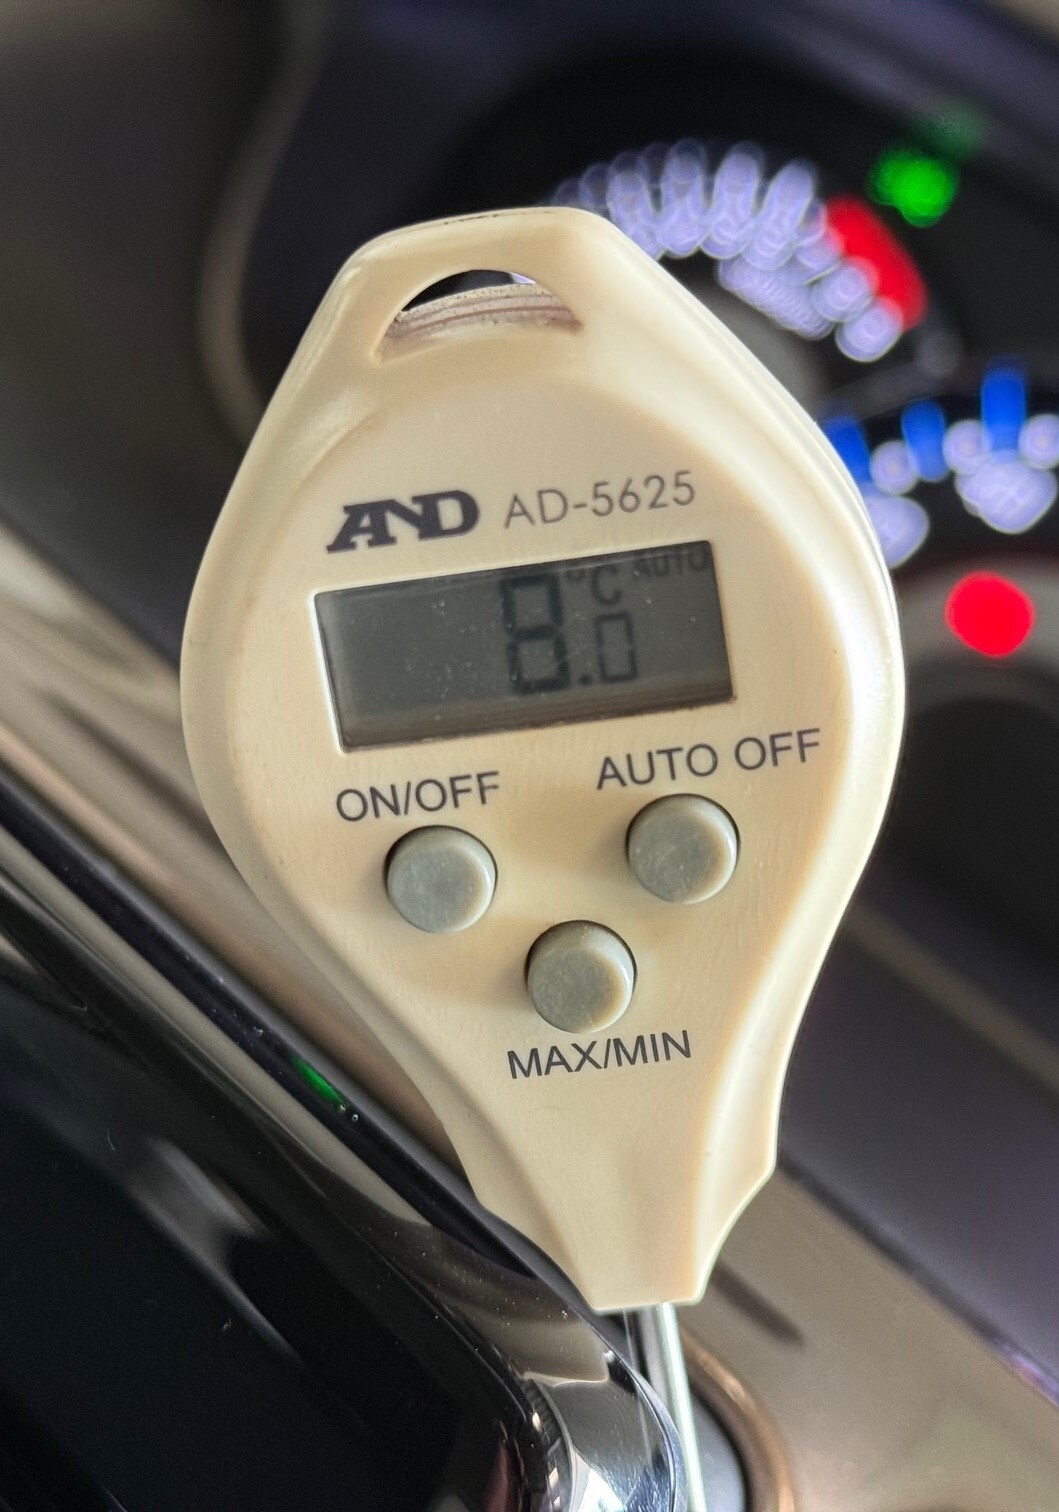 AND AD-5625
8.0 °C AUTO
ON/OFF AUTO OFF
MAX/MIN